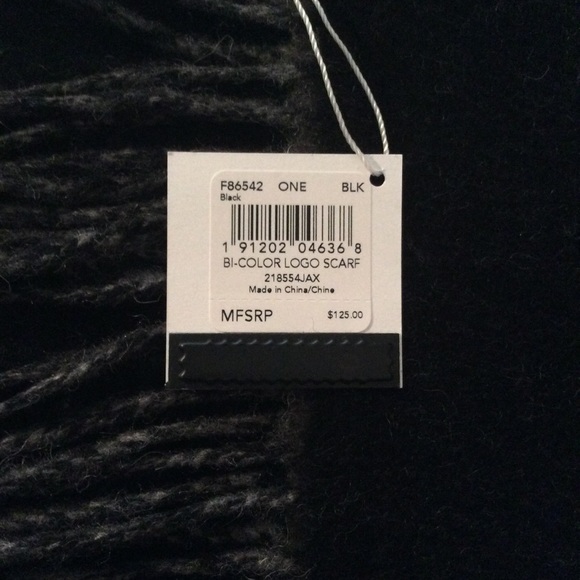 F86542 ONE BLK
Black
1 91202 04636 8
BI-COLOR LOGO SCARF
218554JAX
Made in China/Chine
MFSRP $125.00